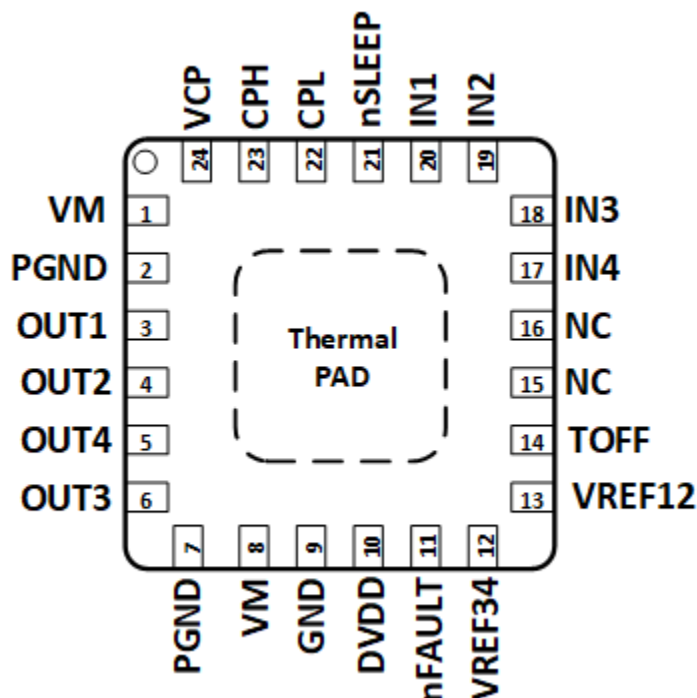 VCP CPH CPL nSLEEP IN1 IN2
24 23 22 21 20 19
VM 1 18 IN3
PGND 2 17 IN4
OUT1 3 16 NC
OUT2 4 15 NC
OUT4 5 14 TOFF
OUT3 6 13 VREF12
Thermal
PAD
7 8 9 10 11 12
PGND VM GND DVDD nFAULT VREF34